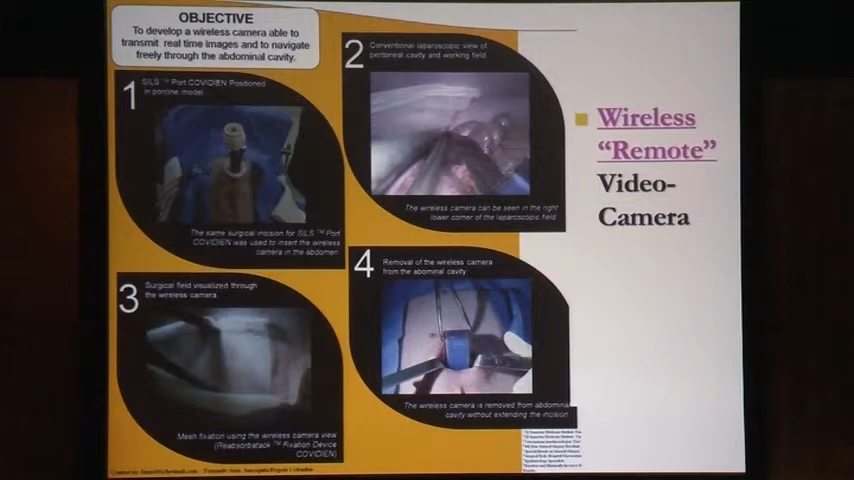 OBJECTIVE
To develop a wireless camera able to
transmit real time images and to navigate
freely through the abdominal cavity.
1
SILS ™ Port COVIDIEN Positioned
in porcine model
The same surgical incision for SILS ™ Port
COVIDIEN was used to insert the wireless
camera in the abdomen
2
Conventional laparoscopic view of
peritoneal cavity and working field.
The wireless camera can be seen in the right
lower corner of the laparoscopic field
3
Surgical field visualized through
the wireless camera
Mesh fixation using the wireless camera view
(Reabsorbatack ™ Fixation Device
COVIDIEN)
4
Removal of the wireless camera
from the abominal cavity
The wireless camera is removed from abdominal
cavity without extending the incision
Wireless
“Remote”
Video-
Camera